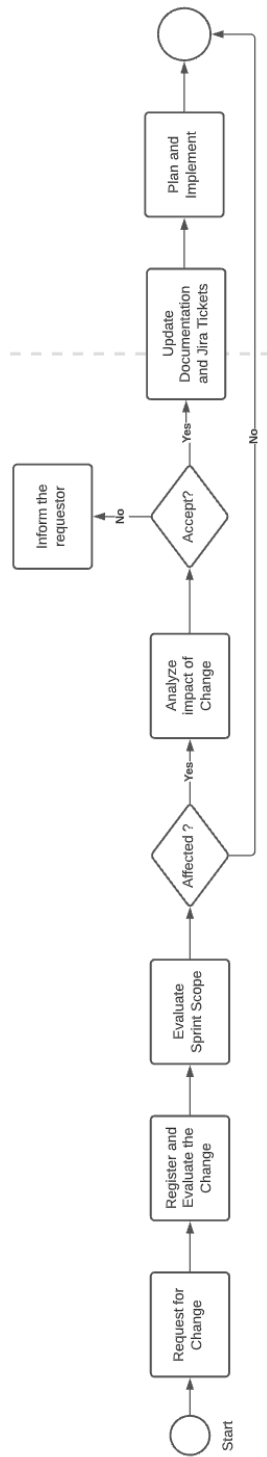 Start
Request for
Change
Register and
Evaluate the
Change
Evaluate
Sprint Scope
Affected ?
Yes
No
Analyze
impact of
Change
Accept?
No
Yes
Inform the
requestor
Update
Documentation
and Jira Tickets
Plan and
Implement